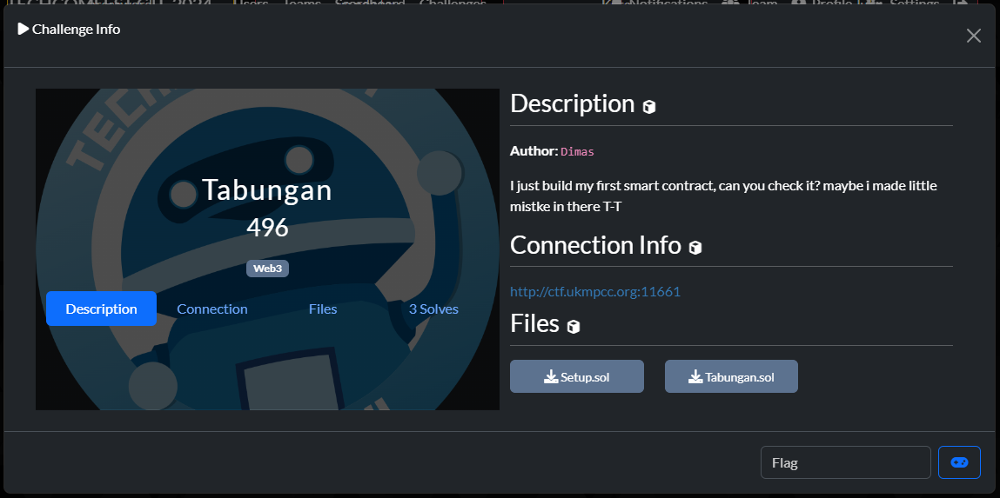 Users Teams Scoreboard Challenges Notifications Team Profile Settings
Challenge Info
TECH
Tabungan
496
Web3
Description Connection Files 3 Solves
Description
Author: Dimas
I just build my first smart contract, can you check it? maybe i made little
mistke in there T-T
Connection Info
http://ctf.ukmpcc.org:11661
Files
Setup.sol Tabungan.sol
Flag